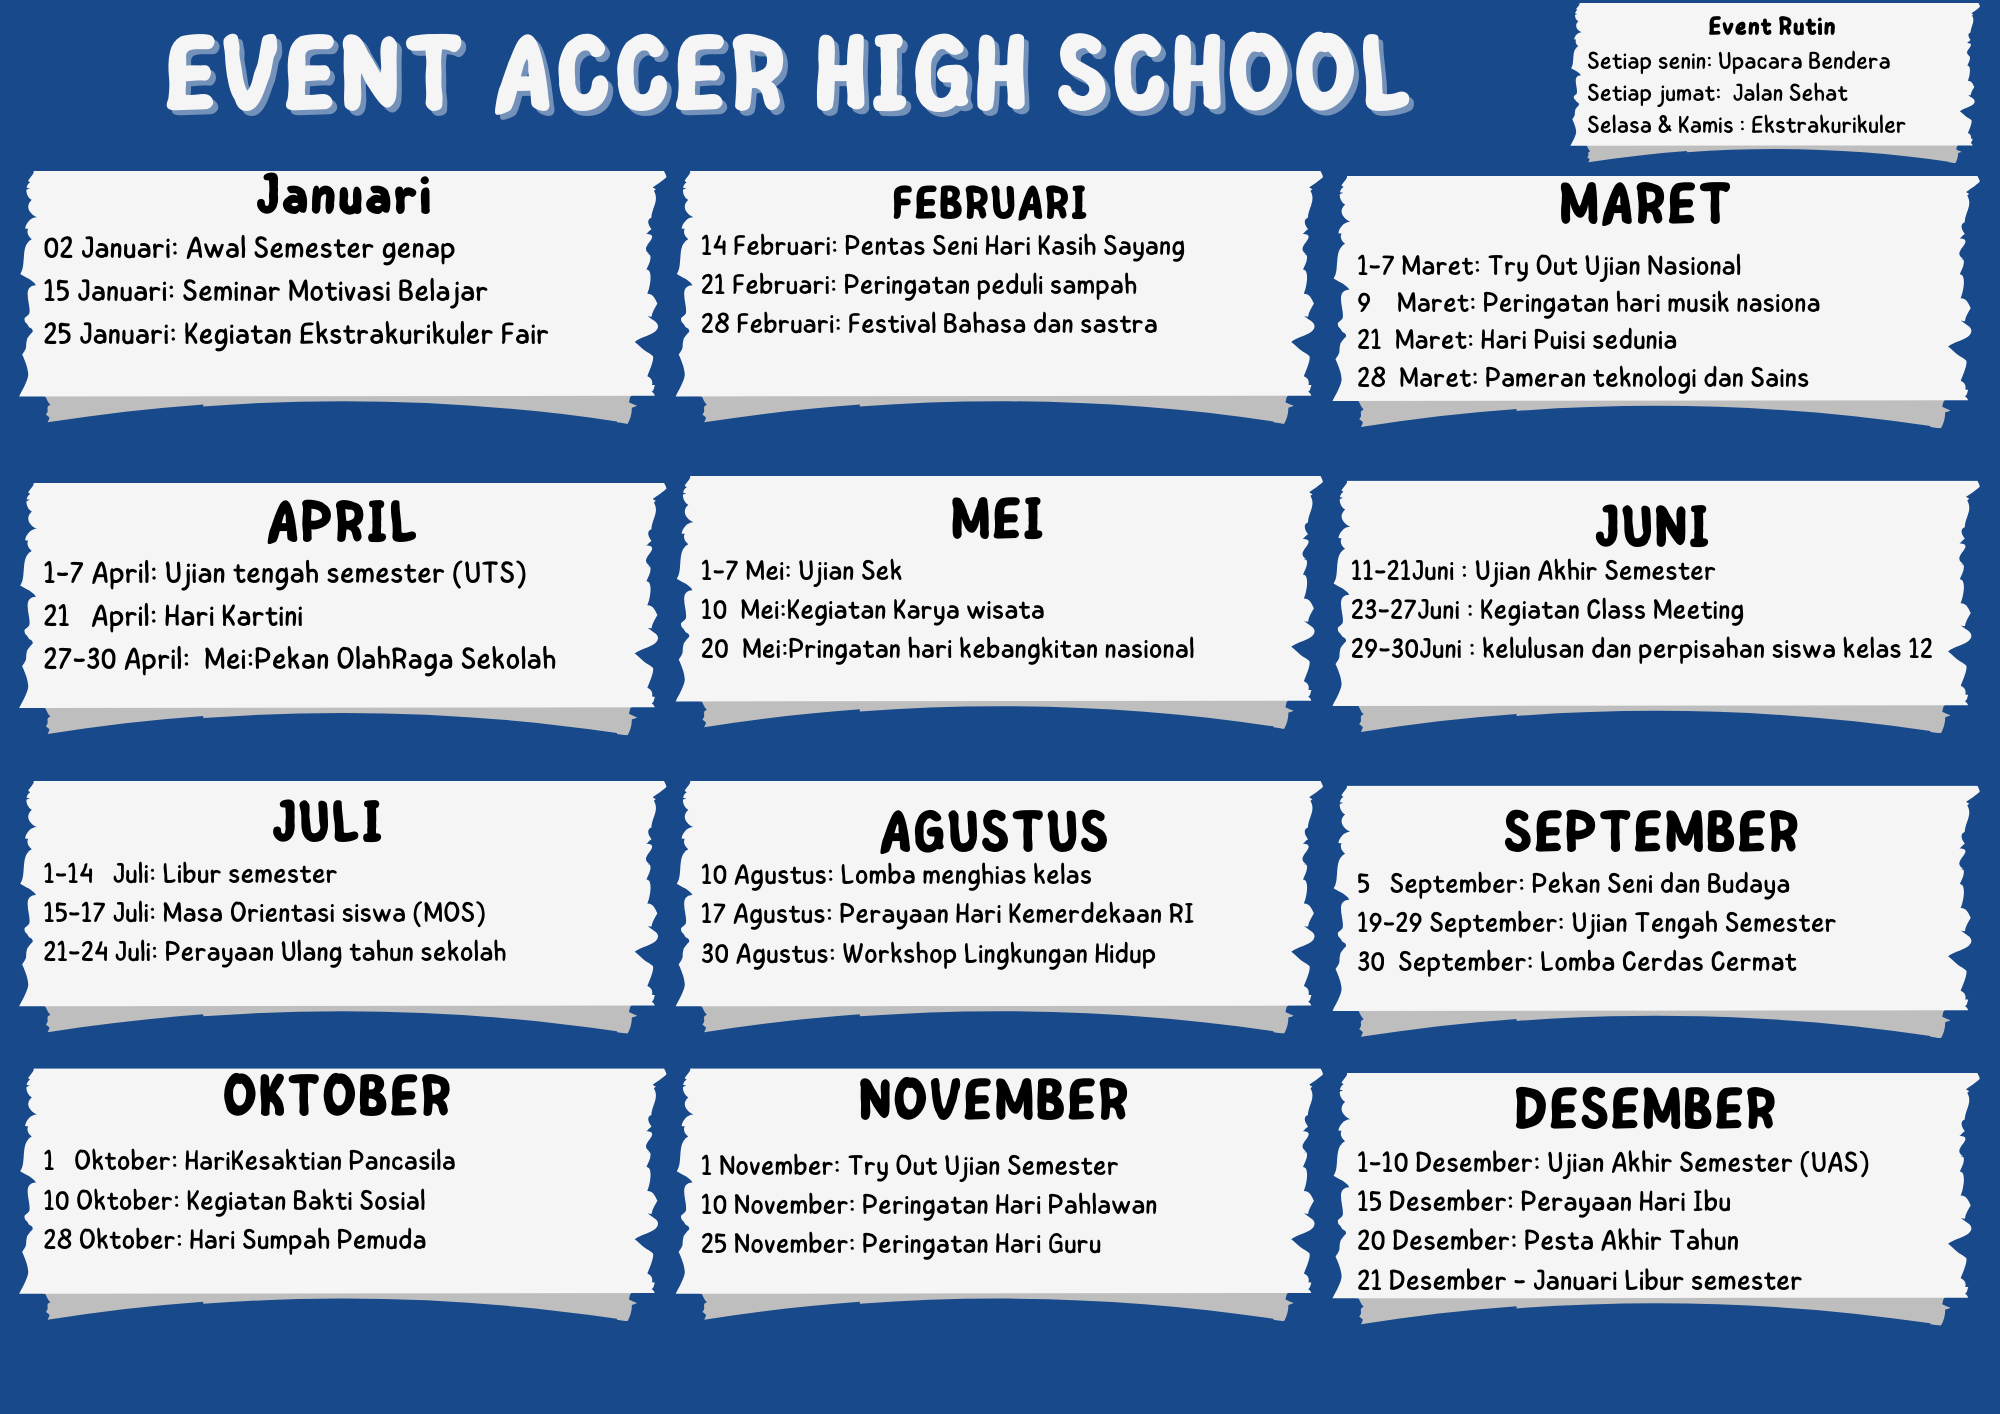 EVENT ACCER HIGH SCHOOL
Event Rutin
Setiap senin: Upacara Bendera
Setiap jumat: Jalan Sehat
Selasa & Kamis : Ekstrakurikuler
Januari
02 Januari: Awal Semester genap
15 Januari: Seminar Motivasi Belajar
25 Januari: Kegiatan Ekstrakurikuler Fair
FEBRUARI
14 Februari: Pentas Seni Hari Kasih Sayang
21 Februari: Peringatan peduli sampah
28 Februari: Festival Bahasa dan sastra
MARET
1-7 Maret: Try Out Ujian Nasional
9 Maret: Peringatan hari musik nasiona
21 Maret: Hari Puisi sedunia
28 Maret: Pameran teknologi dan Sains
APRIL
1-7 April: Ujian tengah semester (UTS)
21 April: Hari Kartini
27-30 April: Mei:Pekan OlahRaga Sekolah
MEI
1-7 Mei: Ujian Sek
10 Mei:Kegiatan Karya wisata
20 Mei:Pringatan hari kebangkitan nasional
JUNI
11-21Juni : Ujian Akhir Semester
23-27Juni : Kegiatan Class Meeting
29-30Juni : kelulusan dan perpisahan siswa kelas 12
JULI
1-14 Juli: Libur semester
15-17 Juli: Masa Orientasi siswa (MOS)
21-24 Juli: Perayaan Ulang tahun sekolah
AGUSTUS
10 Agustus: Lomba menghias kelas
17 Agustus: Perayaan Hari Kemerdekaan RI
30 Agustus: Workshop Lingkungan Hidup
SEPTEMBER
5 September: Pekan Seni dan Budaya
19-29 September: Ujian Tengah Semester
30 September: Lomba Cerdas Cermat
OKTOBER
1 Oktober: HariKesaktian Pancasila
10 Oktober: Kegiatan Bakti Sosial
28 Oktober: Hari Sumpah Pemuda
NOVEMBER
1 November: Try Out Ujian Semester
10 November: Peringatan Hari Pahlawan
25 November: Peringatan Hari Guru
DESEMBER
1-10 Desember: Ujian Akhir Semester (UAS)
15 Desember: Perayaan Hari Ibu
20 Desember: Pesta Akhir Tahun
21 Desember - Januari Libur semester